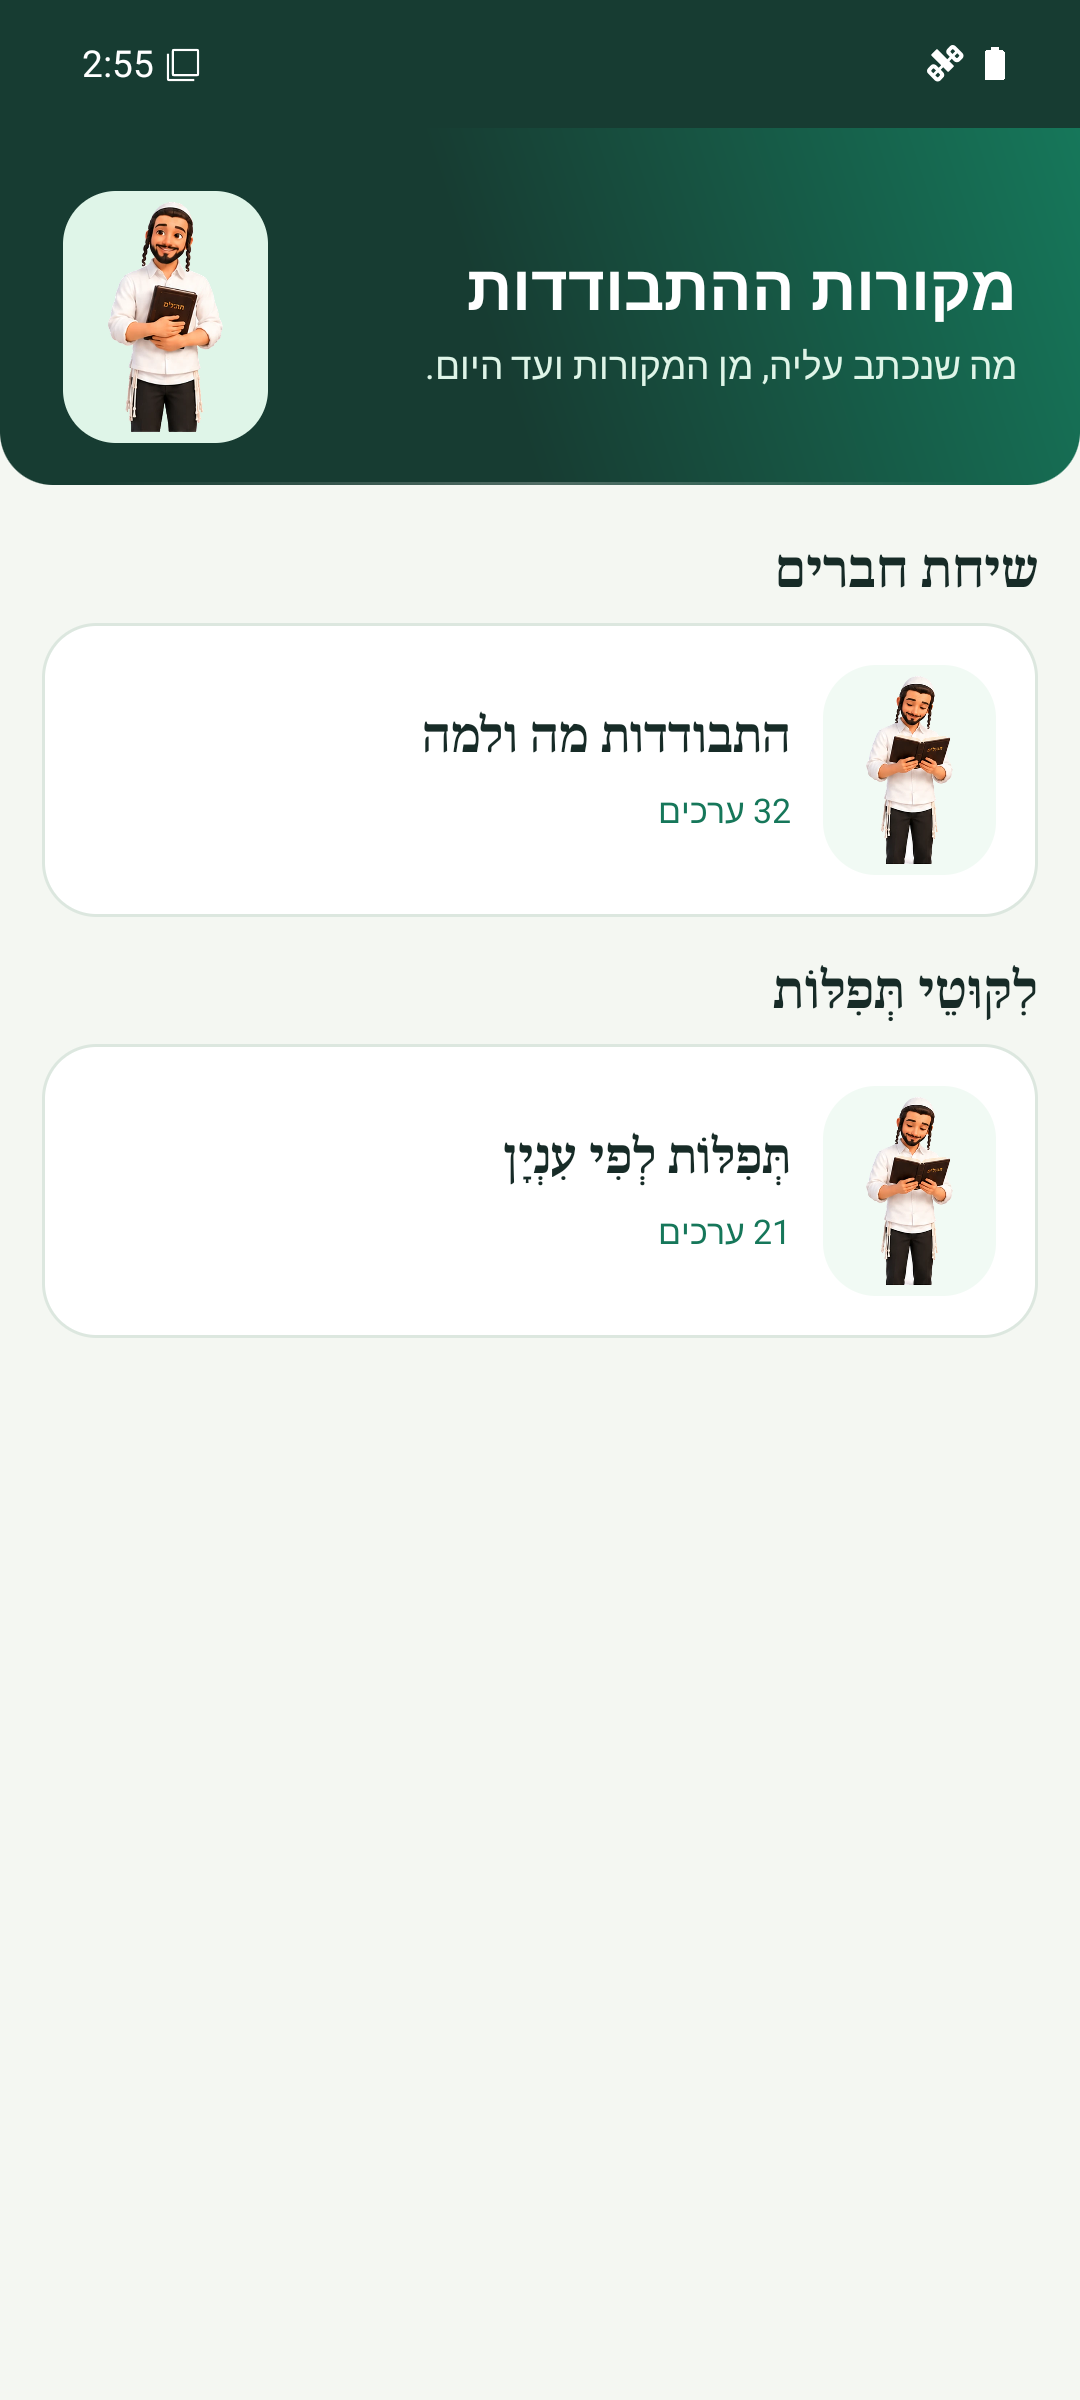 2:55
מקורות ההתבודדות
מה שנכתב עליה, מן המקורות ועד היום.
שיחת חברים
התבודדות מה ולמה
32 ערכים
לִקּוּטֵי תְּפִלּוֹת
תְּפִלּוֹת לְפִי עִנְיָן
21 ערכים